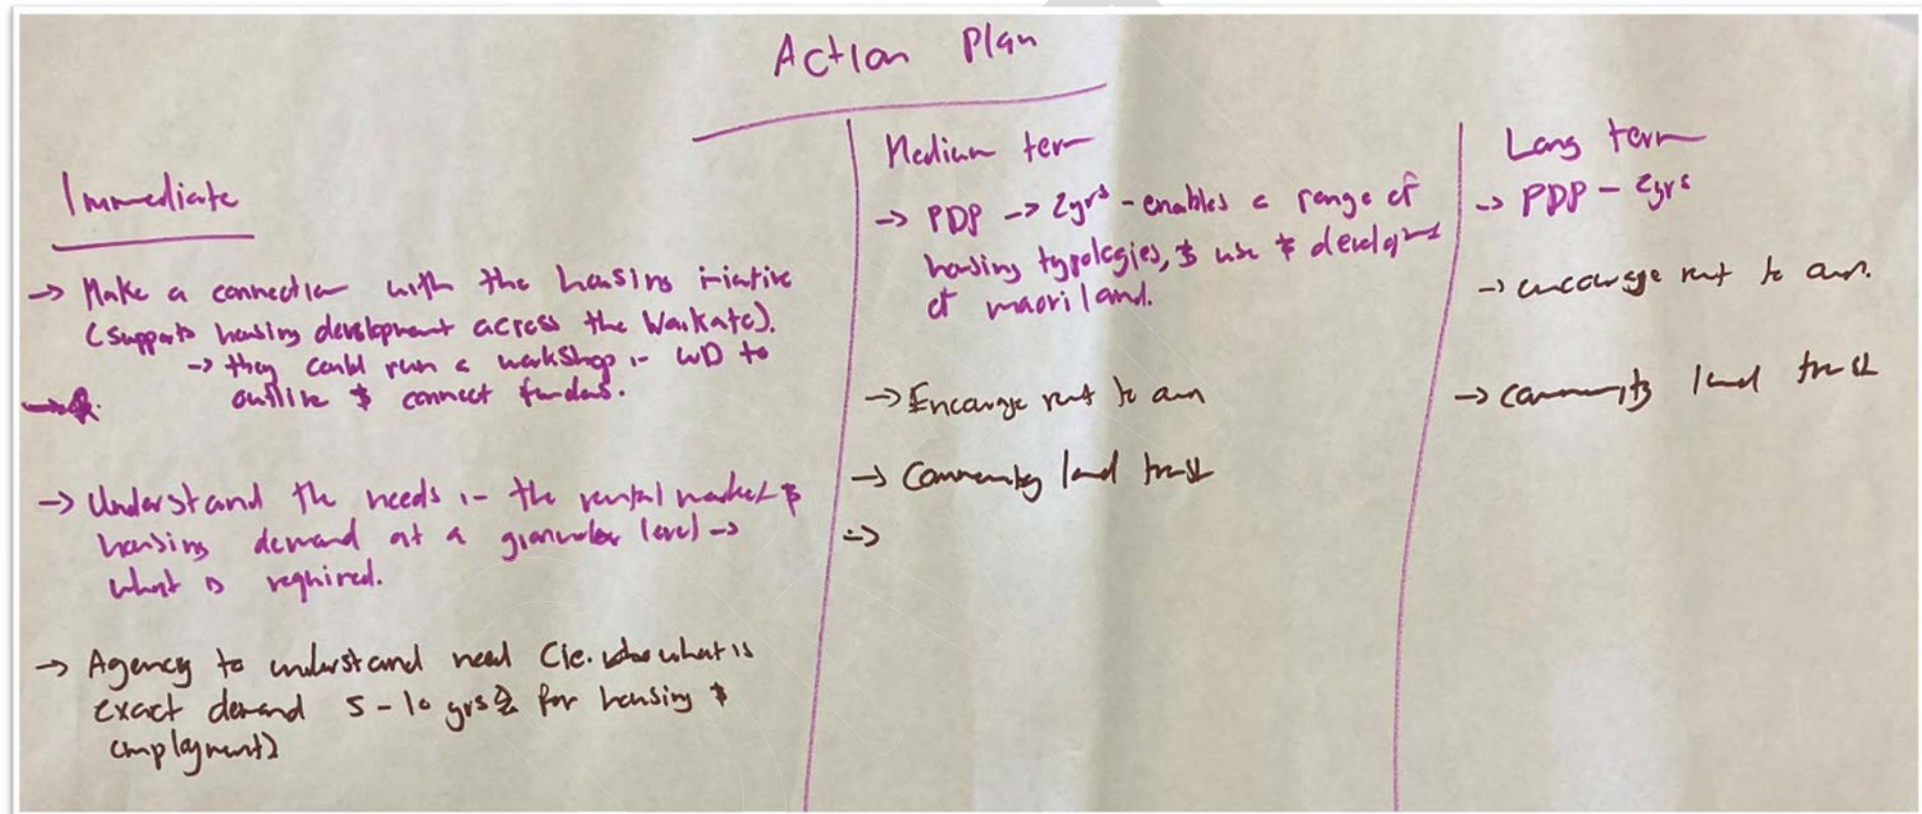 Action Plan
Immediate
→ Make a connection with the housing iniative
(supports housing development across the Waikato).
→ they could run a workshop in WD to
outline & connect funders.
→ Understand the needs in the rental market &
housing demand at a granular level →
what is required.
→ Agency to understand need (ie. what is
exact demand 5-10 yrs for housing &
employment)
Medium term
→ PDP → 2yrs - enables a range of
housing typologies, & use & development
of maori land.
→ Encourage rent to own
→ Community land trust
→
Long term
→ PDP - 2yrs
→ encourage rent to own.
→ Community land trust